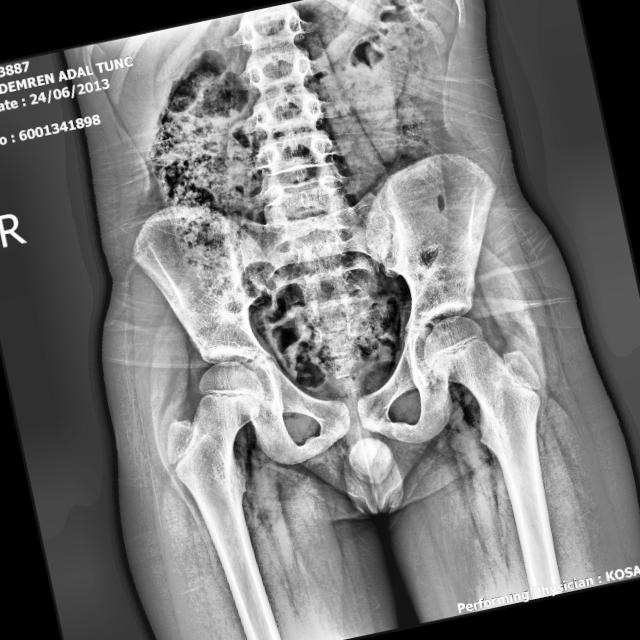 3887
DEMREN ADAL TUNC
ate : 24/06/2013
o : 6001341898
R
Performing Physician : KOSA